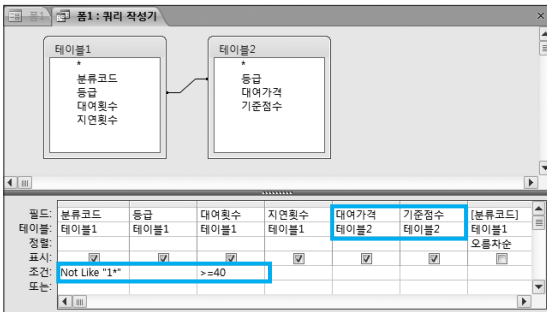 폼1 폼1 : 쿼리 작성기 ×
테이블1 테이블2
* *
분류코드 등급
등급 대여가격
대여횟수 기준점수
지연횟수
필드: 분류코드 등급 대여횟수 지연횟수 대여가격 기준점수 [분류코드]
테이블: 테이블1 테이블1 테이블1 테이블1 테이블2 테이블2 테이블1
정렬: 오름차순
표시:
조건: Not Like "1*" >=40
또는: